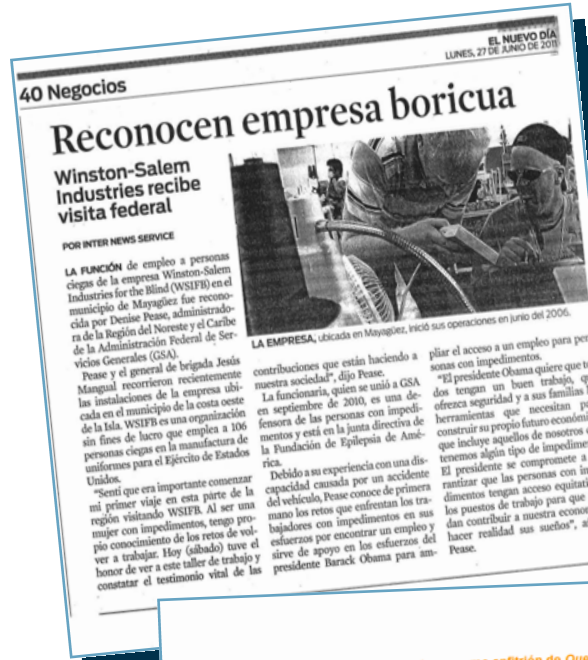 EL NUEVO DÍA
LUNES, 27 DE JUNIO DE 2011
40 Negocios
Reconocen empresa boricua
Winston-Salem
Industries recibe
visita federal
POR INTER NEWS SERVICE
LA FUNCIÓN de empleo a personas
ciegas de la empresa Winston-Salem
Industries for the Blind (WSIFB) en el
municipio de Mayagüez fue recono-
cida por Denise Pease, administrado-
ra de la Región del Noreste y el Caribe
de la Administración Federal de Ser-
vicios Generales (GSA).
Pease y el general de brigada Jesús
Mangual recorrieron recientemente
las instalaciones de la empresa ubi-
cada en el municipio de la costa oeste
de la Isla. WSIFB es una organización
sin fines de lucro que emplea a 106
personas ciegas en la manufactura de
uniformes para el Ejército de Estados
Unidos.
"Sentí que era importante comenzar
mi primer viaje en esta parte de la
región visitando WSIFB. Al ser una
mujer con impedimentos, tengo pro-
pio conocimiento de los retos de vol-
ver a trabajar. Hoy (sábado) tuve el
honor de ver a este taller de trabajo y
constatar el testimonio vital de las
LA EMPRESA, ubicada en Mayagüez, inició sus operaciones en junio del 2006.
contribuciones que están haciendo a
nuestra sociedad", dijo Pease.
La funcionaria, quien se unió a GSA
en septiembre de 2010, es una de-
fensora de las personas con impedi-
mentos y está en la junta directiva de
la Fundación de Epilepsia de Amé-
rica.
Debido a su experiencia con una dis-
capacidad causada por un accidente
del vehículo, Pease conoce de primera
mano los retos que enfrentan los tra-
bajadores con impedimentos en sus
esfuerzos por encontrar un empleo y
sirve de apoyo en los esfuerzos del
presidente Barack Obama para am-
pliar el acceso a un empleo para per
sonas con impedimentos.
"El presidente Obama quiere que t
dos tengan un buen trabajo, q
ofrezca seguridad y a sus familias
herramientas que necesitan p
construir su propio futuro económi
que incluye aquellos de nosotros
tenemos algún tipo de impedime
El presidente se compromete a
rantizar que las personas con im
dimentos tengan acceso equitati
los puestos de trabajo para que
dan contribuir a nuestra econo
hacer realidad sus sueños", a
Pease.